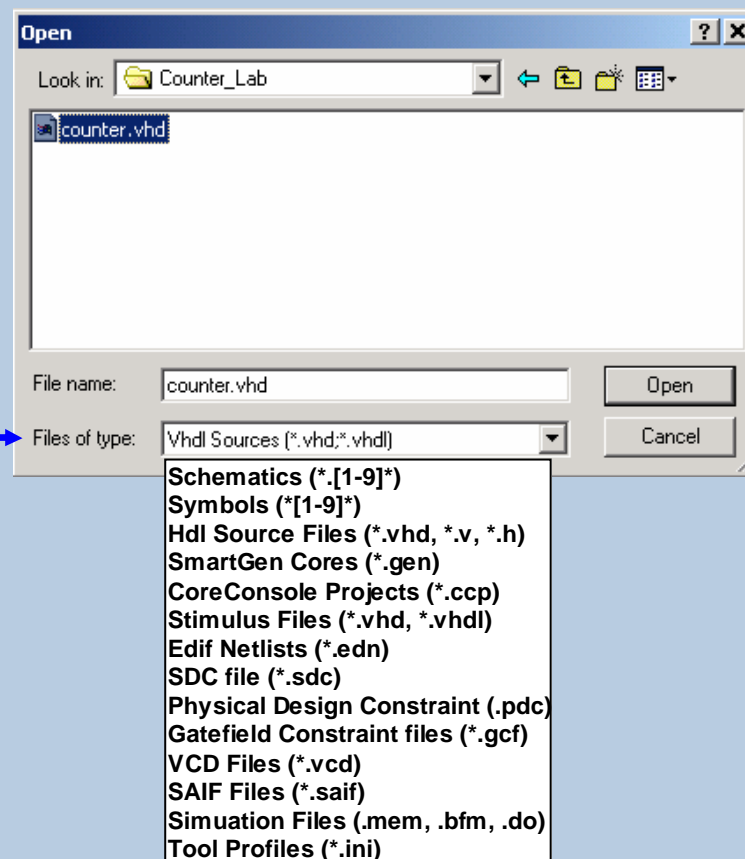 Open
Look in: Counter_Lab
counter.vhd
File name: counter.vhd Open
Files of type: Vhdl Sources (*.vhd;*.vhdl) Cancel
Schematics (*.[1-9]*)
Symbols (*[1-9]*)
Hdl Source Files (*.vhd, *.v, *.h)
SmartGen Cores (*.gen)
CoreConsole Projects (*.ccp)
Stimulus Files (*.vhd, *.vhdl)
Edif Netlists (*.edn)
SDC file (*.sdc)
Physical Design Constraint (.pdc)
Gatefield Constraint files (*.gcf)
VCD Files (*.vcd)
SAIF Files (*.saif)
Simuation Files (.mem, .bfm, .do)
Tool Profiles (*.ini)